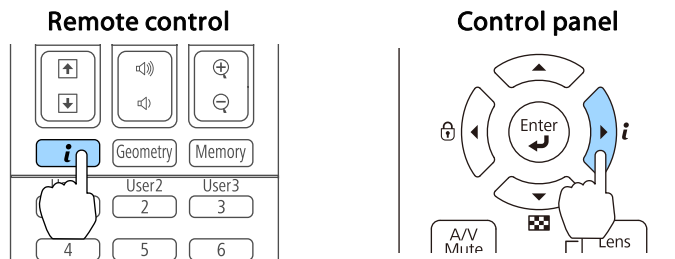 Remote control
Control panel
i
Geometry
Memory
User2
User3
2
3
4
5
6
Enter
i
A/V
Mute
Lens